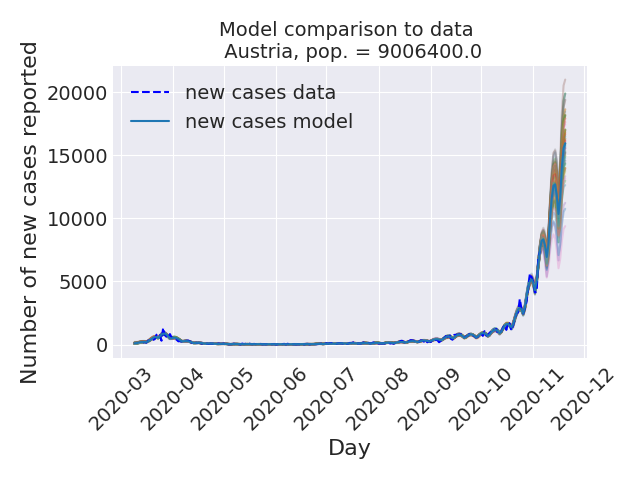 Model comparison to data
Austria, pop. = 9006400.0
Number of new cases reported
20000
15000
10000
5000
0
new cases data
new cases model
2020-03
2020-04
2020-05
2020-06
2020-07
2020-08
2020-09
2020-10
2020-11
2020-12
Day